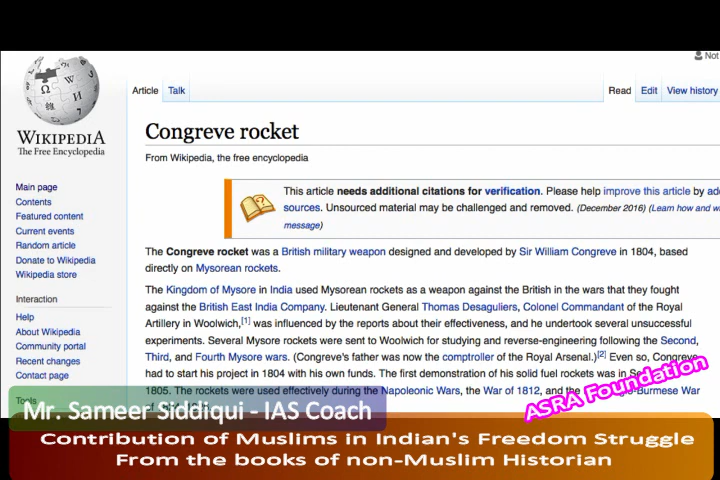 Not
Article Talk Read Edit View history
WIKIPEDIA
The Free Encyclopedia
Congreve rocket
From Wikipedia, the free encyclopedia
This article needs additional citations for verification. Please help improve this article by
sources. Unsourced material may be challenged and removed. (December 2016) (Learn how and
message)
The Congreve rocket was a British military weapon designed and developed by Sir William Congreve in 1804, based
directly on Mysorean rockets.
The Kingdom of Mysore in India used Mysorean rockets as a weapon against the British in the wars that they fought
against the British East India Company. Lieutenant General Thomas Desaguliers, Colonel Commandant of the Royal
Artillery in Woolwich,[1] was influenced by the reports about their effectiveness, and he undertook several unsuccessful
experiments. Several Mysore rockets were sent to Woolwich for studying and reverse-engineering following the Second,
Third, and Fourth Mysore wars. (Congreve's father was now the comptroller of the Royal Arsenal.)[2] Even so, Congreve
had to start his project in 1804 with his own funds. The first demonstration of his solid fuel rockets was in
1805. The rockets were used effectively during the Napoleonic Wars, the War of 1812, and the
of
Main page
Contents
Featured content
Current events
Random article
Donate to Wikipedia
Wikipedia store
Interaction
Help
About Wikipedia
Community portal
Recent changes
Contact page
Tools
Mr. Sameer Siddiqui - IAS Coach
ASRA Foundation
Contribution of Muslims in Indian's Freedom Struggle
From the books of non-Muslim Historian